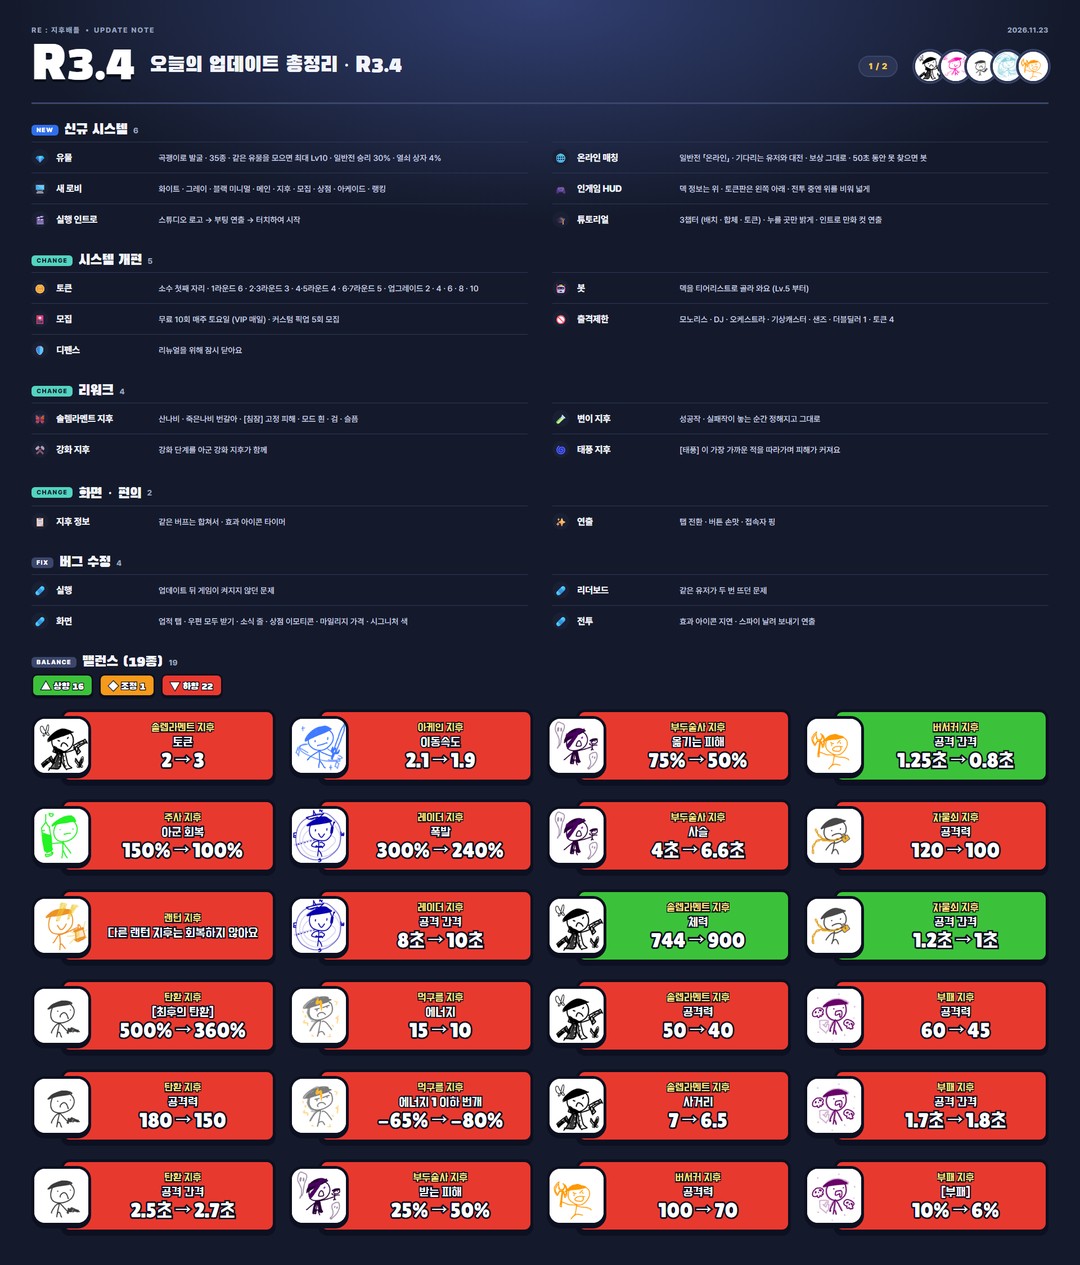 RE : 지후배틀 • UPDATE NOTE
2026.11.23
R3.4 오늘의 업데이트 총정리 · R3.4
1 / 2
NEW 신규 시스템 6
유물 곡괭이로 발굴 · 35종 · 같은 유물을 모으면 최대 Lv10 · 일반전 승리 30% · 열쇠 상자 4%
온라인 매칭 일반전 「온라인」 · 기다리는 유저와 대전 · 보상 그대로 · 50초 동안 못 찾으면 봇
새 로비 화이트 · 그레이 · 블랙 미니멀 · 메인 · 지후 · 모집 · 상점 · 아케이드 · 랭킹
인게임 HUD 덱 정보는 위 · 토큰판은 왼쪽 아래 · 전투 중엔 위를 비워 넓게
실행 인트로 스튜디오 로고 → 부팅 연출 → 터치하여 시작
튜토리얼 3챕터 (배치 · 합체 · 토큰) · 누를 곳만 밝게 · 인트로 만화 컷 연출
CHANGE 시스템 개편 5
토큰 소수 첫째 자리 · 1라운드 6 · 2·3라운드 3 · 4·5라운드 4 · 6·7라운드 5 · 업그레이드 2 · 4 · 6 · 8 · 10
봇 덱을 티어리스트로 골라 와요 (Lv.5 부터)
모집 무료 10회 매주 토요일 (VIP 매일) · 커스텀 픽업 5회 모집
출격제한 모노리스 · DJ · 오케스트라 · 기상캐스터 · 샌즈 · 더블딜러 1 · 토큰 4
디펜스 리뉴얼을 위해 잠시 닫아요
CHANGE 리워크 4
솔렘라멘트 지후 산나비 · 죽은나비 번갈아 · [침잠] 고정 피해 · 모드 흰 · 검 · 슬픔
변이 지후 성공작 · 실패작이 놓는 순간 정해지고 그대로
강화 지후 강화 단계를 아군 강화 지후가 함께
태풍 지후 [태풍] 이 가장 가까운 적을 따라가며 피해가 커져요
CHANGE 화면 · 편의 2
지후 정보 같은 버프는 합쳐서 · 효과 아이콘 타이머
연출 탭 전환 · 버튼 손맛 · 접속자 핑
FIX 버그 수정 4
실행 업데이트 뒤 게임이 켜지지 않던 문제
리더보드 같은 유저가 두 번 뜨던 문제
화면 업적 탭 · 우편 모두 받기 · 소식 줄 · 상점 이모티콘 · 마일리지 가격 · 시그니처 색
전투 효과 아이콘 지연 · 스파이 날려 보내기 연출
BALANCE 밸런스 (19종) 19
▲ 상향 16 ◆ 조정 1 ▼ 하향 22
솔렘라멘트 지후
토큰
2→3
아케인 지후
이동속도
2.1→1.9
부두술사 지후
옮기는 피해
75%→50%
버서커 지후
공격 간격
1.25초→0.8초
주사 지후
아군 회복
150%→100%
레이더 지후
폭발
300%→240%
부두술사 지후
사슬
4초→6.6초
자물쇠 지후
공격력
120→100
랜턴 지후
다른 랜턴 지후는 회복하지 않아요
레이더 지후
공격 간격
8초→10초
솔렘라멘트 지후
체력
744→900
자물쇠 지후
공격 간격
1.2초→1초
탄환 지후
[최후의 탄환]
500%→360%
먹구름 지후
에너지
15→10
솔렘라멘트 지후
공격력
50→40
부패 지후
공격력
60→45
탄환 지후
공격력
180→150
먹구름 지후
에너지 1 이하 번개
−65%→−80%
솔렘라멘트 지후
사거리
7→6.5
부패 지후
공격 간격
1.7초→1.8초
탄환 지후
공격 간격
2.5초→2.7초
부두술사 지후
받는 피해
25%→50%
버서커 지후
공격력
100→70
부패 지후
[부패]
10%→6%